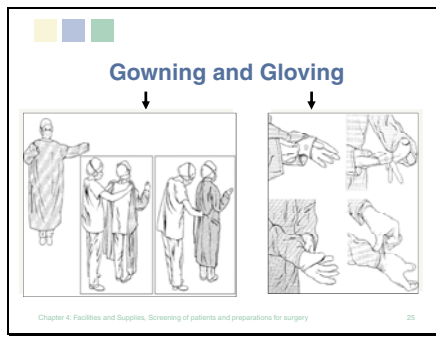 Gowning and Gloving
Chapter 4: Facilities and Supplies, Screening of patients and preparations for surgery
25